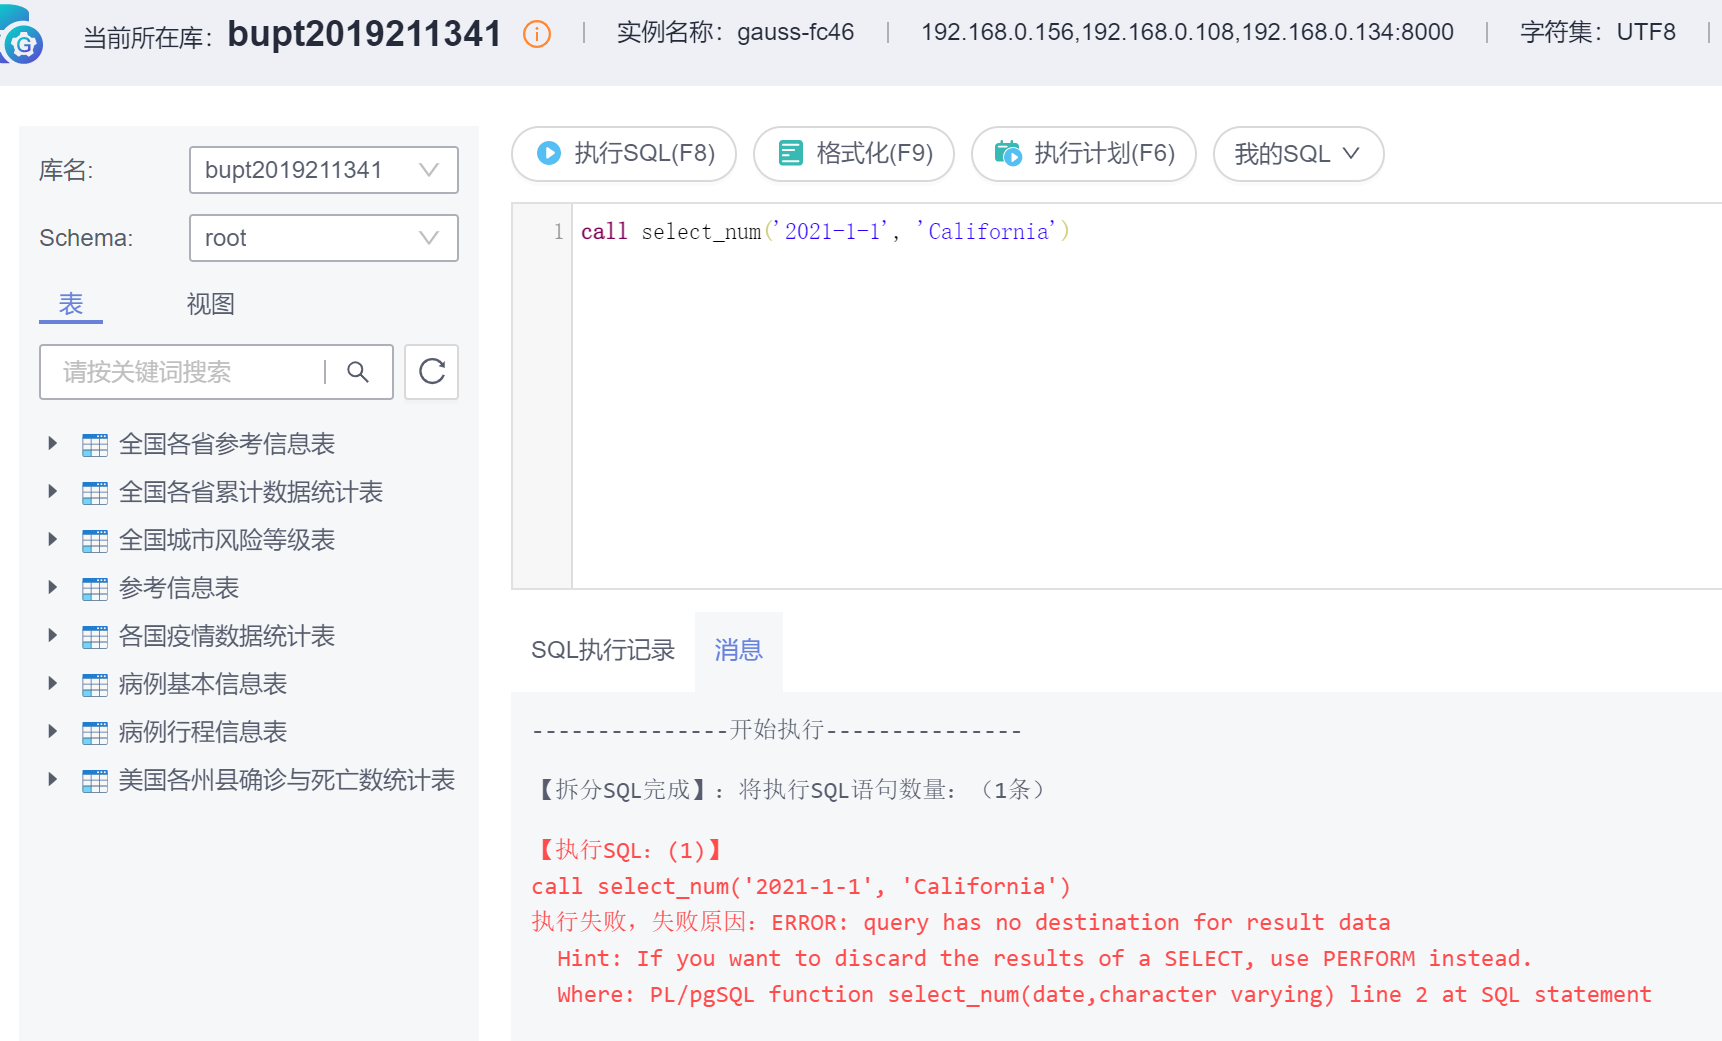 当前所在库： bupt2019211341 | 实例名称：gauss-fc46 | 192.168.0.156,192.168.0.108,192.168.0.134:8000 | 字符集：UTF8 |
库名: bupt2019211341
Schema: root
表 视图
请按关键词搜索
全国各省参考信息表
全国各省累计数据统计表
全国城市风险等级表
参考信息表
各国疫情数据统计表
病例基本信息表
病例行程信息表
美国各州县确诊与死亡数统计表
执行SQL(F8) 格式化(F9) 执行计划(F6) 我的SQL
1 call select_num('2021-1-1', 'California')
SQL执行记录 消息
---------------开始执行---------------
【拆分SQL完成】：将执行SQL语句数量：（1条）
【执行SQL：(1)】
call select_num('2021-1-1', 'California')
执行失败，失败原因：ERROR: query has no destination for result data
Hint: If you want to discard the results of a SELECT, use PERFORM instead.
Where: PL/pgSQL function select_num(date,character varying) line 2 at SQL statement